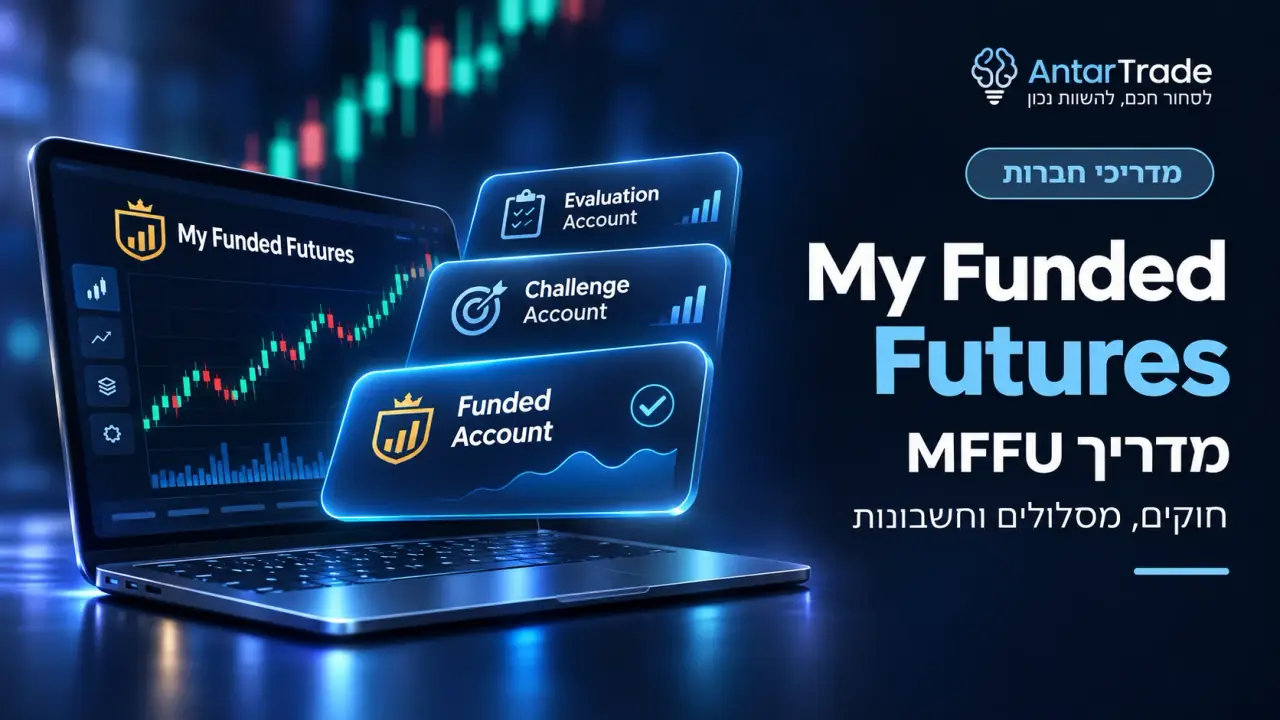 AntarTrade
לסחור חכם, להשוות נכון
מדריכי חברות
My Funded
Futures
מדריך MFFU
חוקים, מסלולים וחשבונות
My Funded Futures
Evaluation
Account
Challenge
Account
Funded
Account